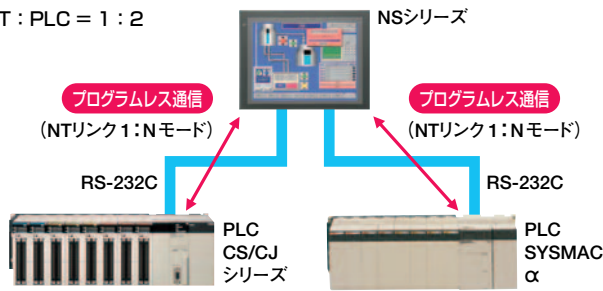 T：PLC = 1：2
NSシリーズ
プログラムレス通信
（NTリンク1：Nモード）
プログラムレス通信
（NTリンク1：Nモード）
RS-232C
RS-232C
PLC
CS/CJ
シリーズ
PLC
SYSMAC
α